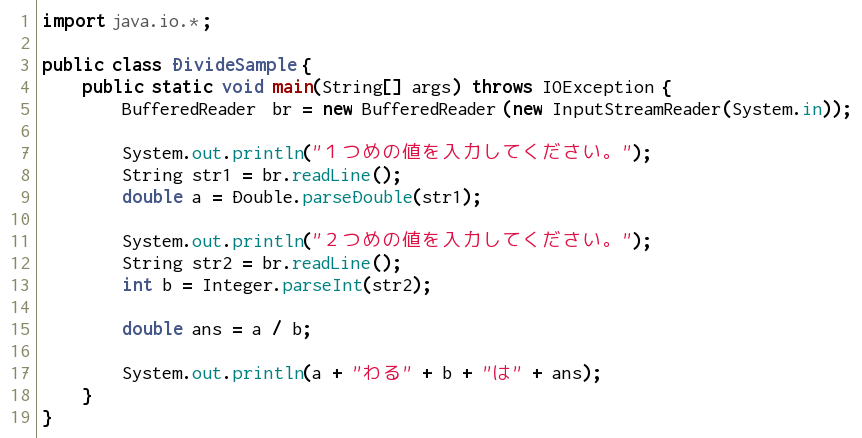 1 import java.io.*;
2
3 public class DivideSample {
4     public static void main(String[] args) throws IOException {
5         BufferedReader br = new BufferedReader (new InputStreamReader(System.in));
6
7         System.out.println("１つめの値を入力してください。");
8         String str1 = br.readLine();
9         double a = Double.parseDouble(str1);
10
11         System.out.println("２つめの値を入力してください。");
12         String str2 = br.readLine();
13         int b = Integer.parseInt(str2);
14
15         double ans = a / b;
16
17         System.out.println(a + "わる" + b + "は" + ans);
18     }
19 }